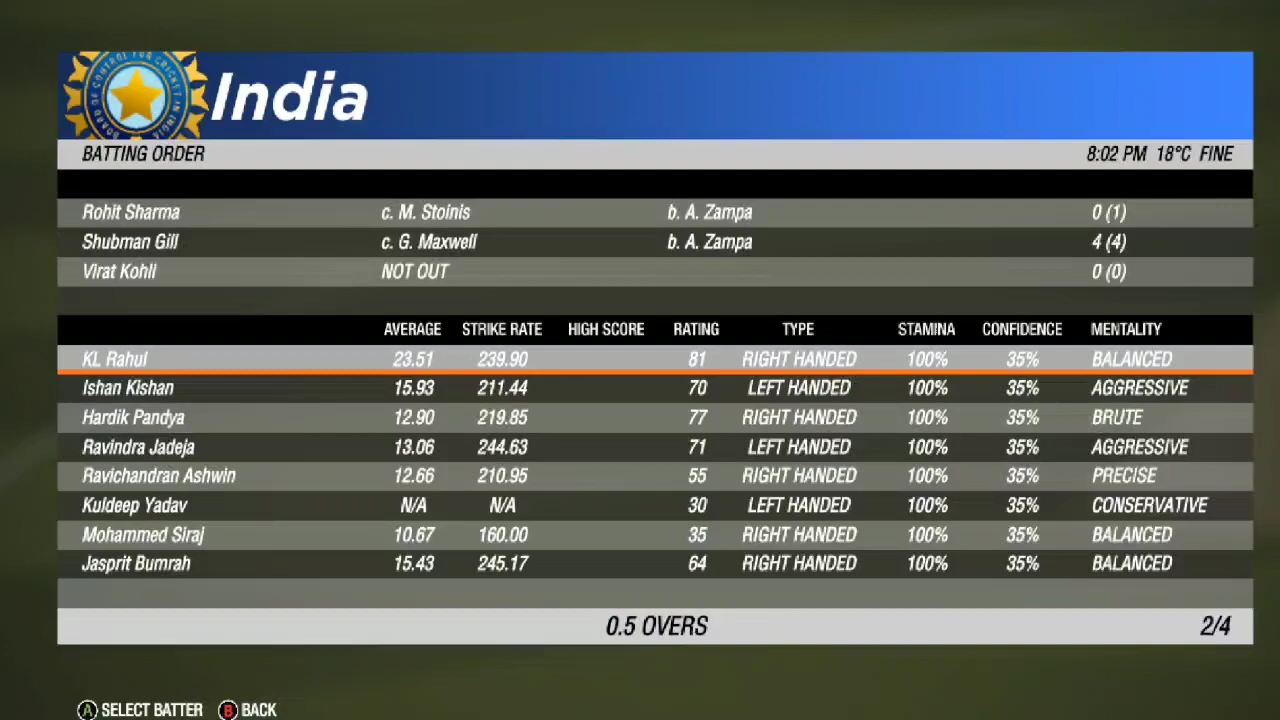 BOARD OF CONTROL FOR CRICKET IN INDIA
India
BATTING ORDER 8:02 PM 18°C FINE
Rohit Sharma c. M. Stoinis b. A. Zampa 0 (1)
Shubman Gill c. G. Maxwell b. A. Zampa 4 (4)
Virat Kohli NOT OUT 0 (0)
AVERAGE STRIKE RATE HIGH SCORE RATING TYPE STAMINA CONFIDENCE MENTALITY
KL Rahul 23.51 239.90 81 RIGHT HANDED 100% 35% BALANCED
Ishan Kishan 15.93 211.44 70 LEFT HANDED 100% 35% AGGRESSIVE
Hardik Pandya 12.90 219.85 77 RIGHT HANDED 100% 35% BRUTE
Ravindra Jadeja 13.06 244.63 71 LEFT HANDED 100% 35% AGGRESSIVE
Ravichandran Ashwin 12.66 210.95 55 RIGHT HANDED 100% 35% PRECISE
Kuldeep Yadav N/A N/A 30 LEFT HANDED 100% 35% CONSERVATIVE
Mohammed Siraj 10.67 160.00 35 RIGHT HANDED 100% 35% BALANCED
Jasprit Bumrah 15.43 245.17 64 RIGHT HANDED 100% 35% BALANCED
0.5 OVERS 2/4
A SELECT BATTER B BACK